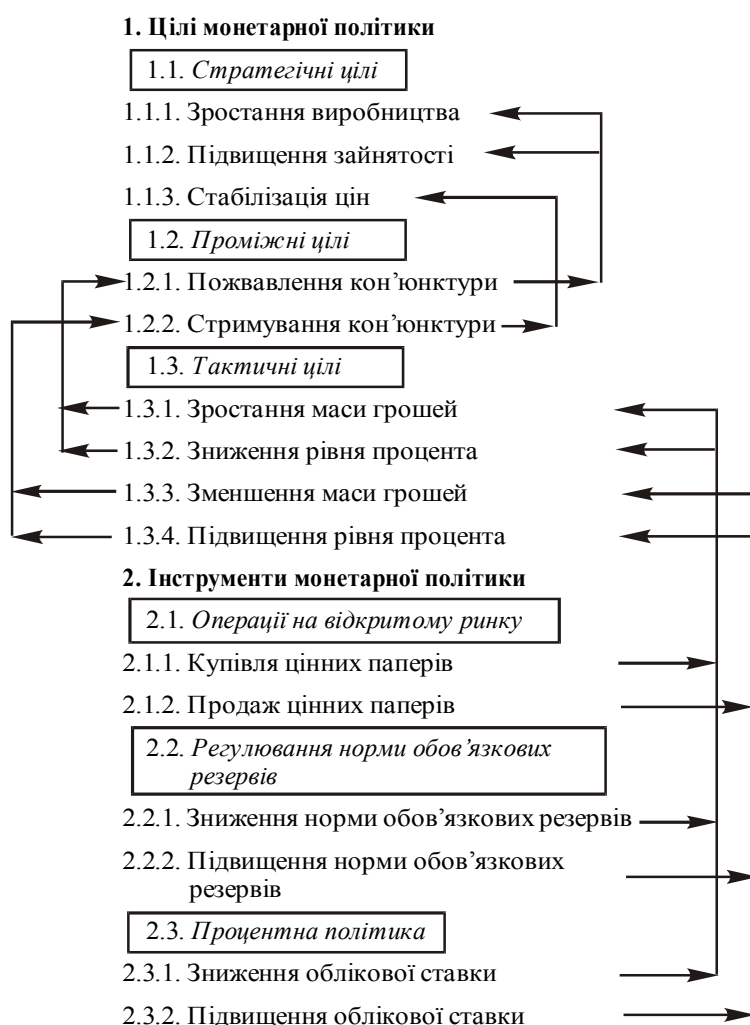 1. Цілі монетарної політики
1.1. Стратегічні цілі
1.1.1. Зростання виробництва
1.1.2. Підвищення зайнятості
1.1.3. Стабілізація цін
1.2. Проміжні цілі
1.2.1. Пожвавлення кон’юнктури
1.2.2. Стримування кон’юнктури
1.3. Тактичні цілі
1.3.1. Зростання маси грошей
1.3.2. Зниження рівня процента
1.3.3. Зменшення маси грошей
1.3.4. Підвищення рівня процента
2. Інструменти монетарної політики
2.1. Операції на відкритому ринку
2.1.1. Купівля цінних паперів
2.1.2. Продаж цінних паперів
2.2. Регулювання норми обов’язкових
резервів
2.2.1. Зниження норми обов’язкових резервів
2.2.2. Підвищення норми обов’язкових
резервів
2.3. Процентна політика
2.3.1. Зниження облікової ставки
2.3.2. Підвищення облікової ставки